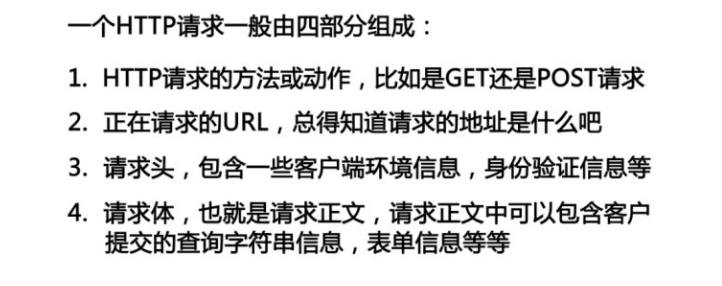 一个HTTP请求一般由四部分组成：
1. HTTP请求的方法或动作，比如是GET还是POST请求
2. 正在请求的URL，总得知道请求的地址是什么吧
3. 请求头，包含一些客户端环境信息，身份验证信息等
4. 请求体，也就是请求正文，请求正文中可以包含客户
提交的查询字符串信息，表单信息等等